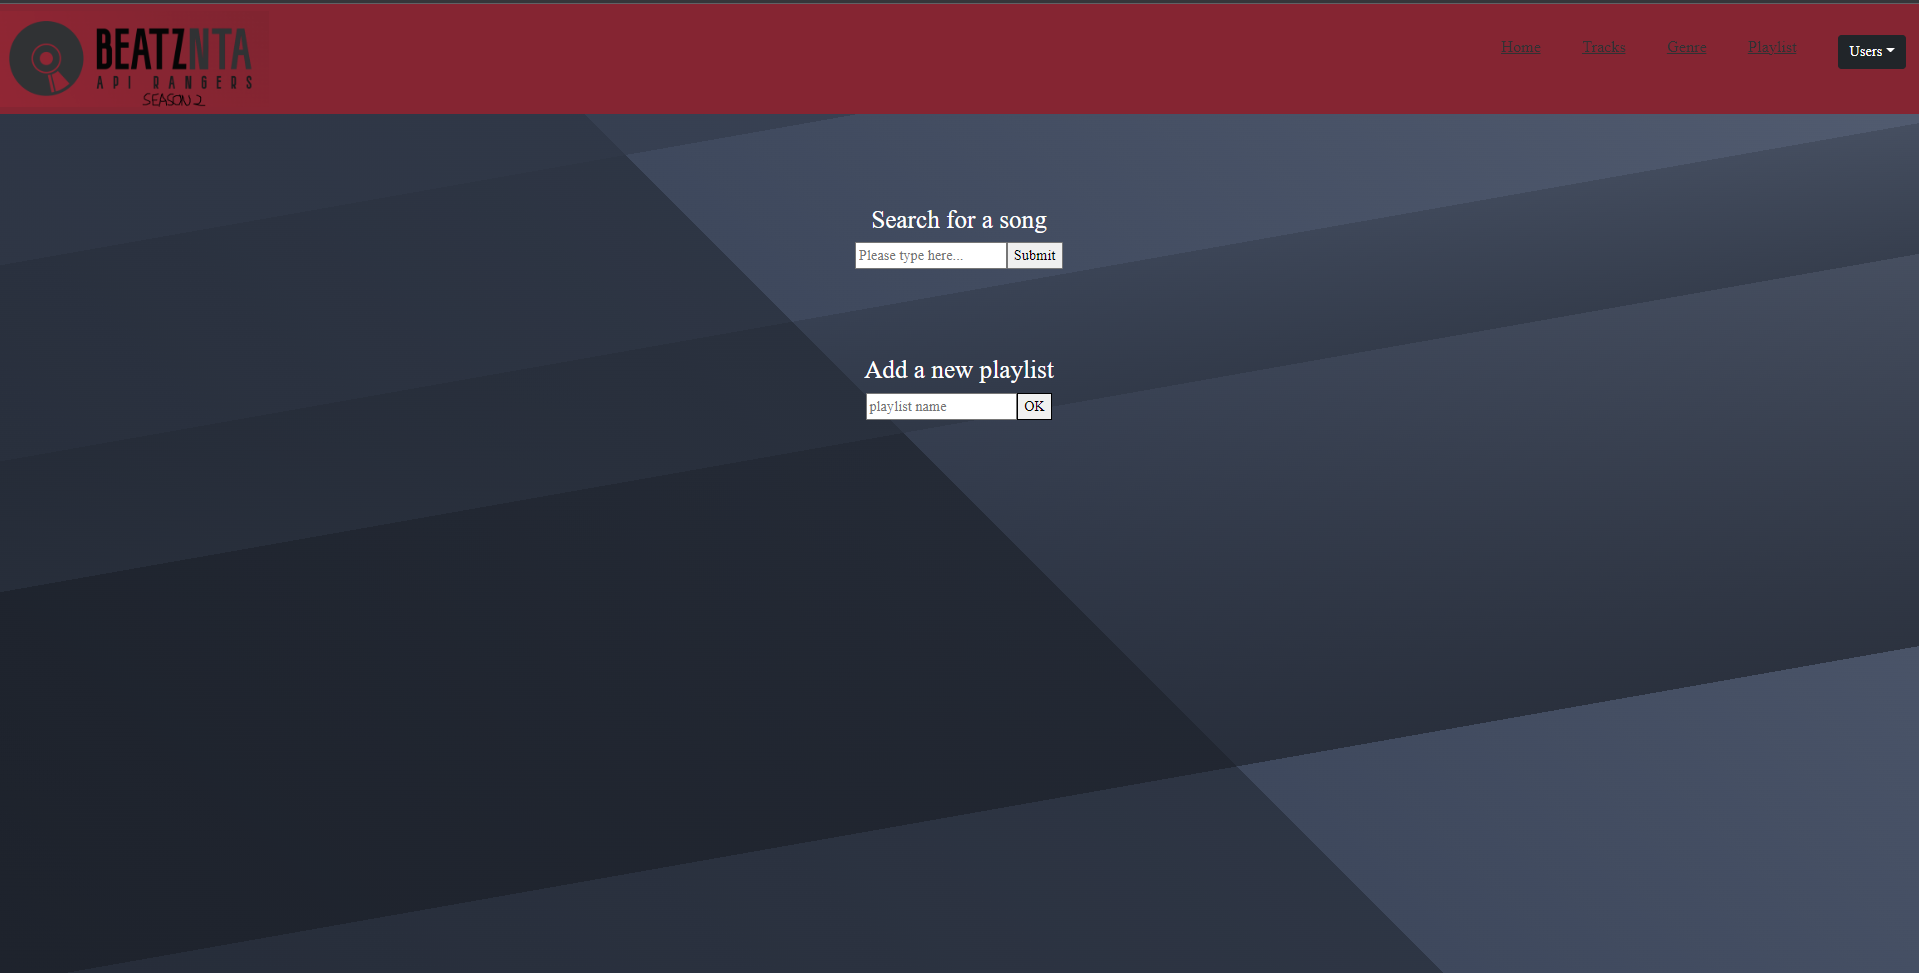 BEATZNTA
API RANGERS
SEASON 2
Home Tracks Genre Playlist Users
Search for a song
Please type here... Submit
Add a new playlist
playlist name OK